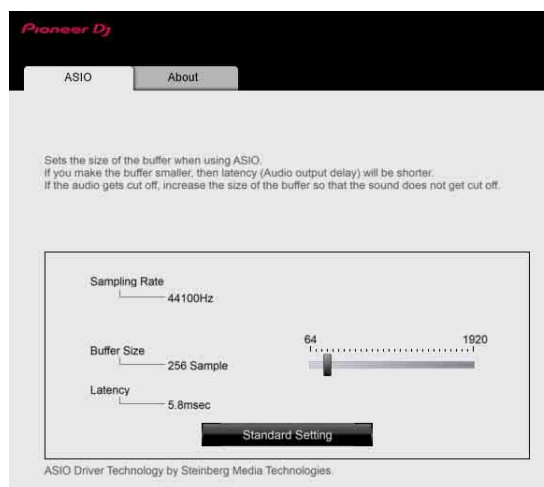 Pioneer Dj
ASIO About
Sets the size of the buffer when using ASIO.
If you make the buffer smaller, then latency (Audio output delay) will be shorter.
If the audio gets cut off, increase the size of the buffer so that the sound does not get cut off.
Sampling Rate
44100Hz
64 1920
Buffer Size
256 Sample
Latency
5.8msec
Standard Setting
ASIO Driver Technology by Steinberg Media Technologies.